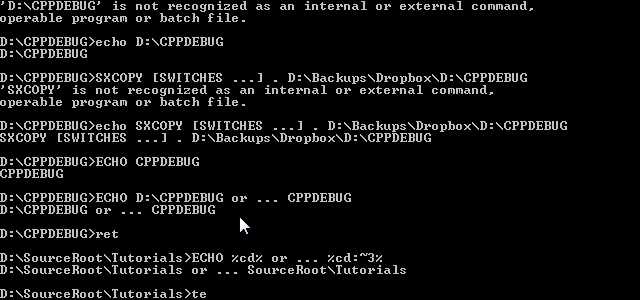 'D:\CPPDEBUG' is not recognized as an internal or external command,
operable program or batch file.
D:\CPPDEBUG>echo D:\CPPDEBUG
D:\CPPDEBUG
D:\CPPDEBUG>SXCOPY [SWITCHES ...] . D:\Backups\Dropbox\D:\CPPDEBUG
'SXCOPY' is not recognized as an internal or external command,
operable program or batch file.
D:\CPPDEBUG>echo SXCOPY [SWITCHES ...] . D:\Backups\Dropbox\D:\CPPDEBUG
SXCOPY [SWITCHES ...] . D:\Backups\Dropbox\D:\CPPDEBUG
D:\CPPDEBUG>ECHO CPPDEBUG
CPPDEBUG
D:\CPPDEBUG>ECHO D:\CPPDEBUG or ... CPPDEBUG
D:\CPPDEBUG or ... CPPDEBUG
D:\CPPDEBUG>ret
D:\SourceRoot\Tutorials>ECHO %cd% or ... %cd:~3%
D:\SourceRoot\Tutorials or ... SourceRoot\Tutorials
D:\SourceRoot\Tutorials>te